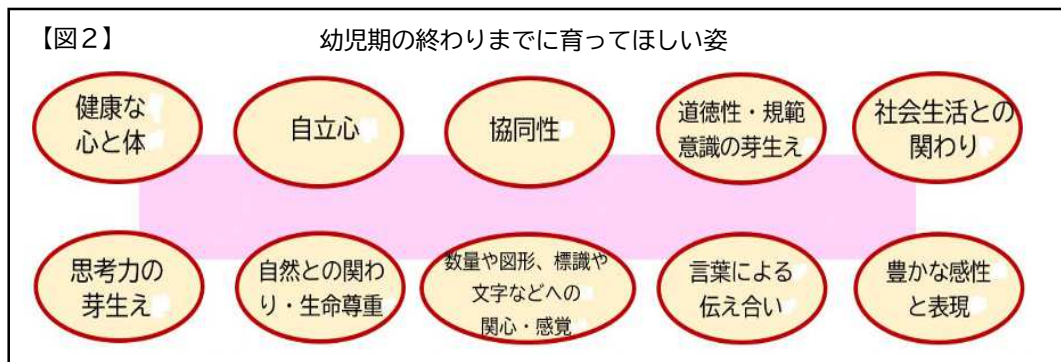 【図2】 幼児期の終わりまでに育ってほしい姿
健康な
心と体
自立心
協同性
道徳性・規範
意識の芽生え
社会生活との
関わり
思考力の
芽生え
自然との関わ
り・生命尊重
数量や図形、標識や
文字などへの
関心・感覚
言葉による
伝え合い
豊かな感性
と表現